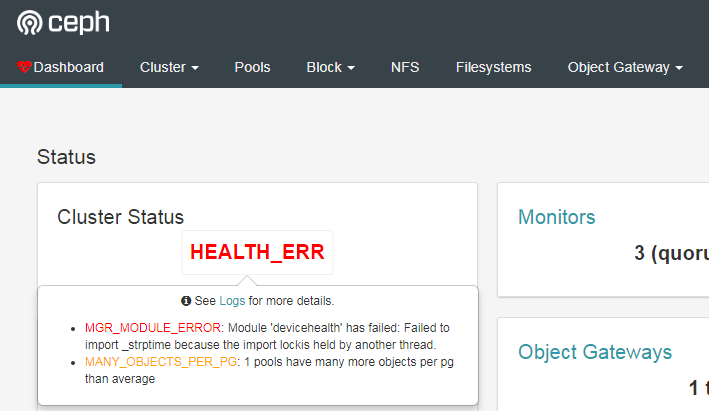 ceph
Dashboard Cluster Pools Block NFS Filesystems Object Gateway
Status
Cluster Status
HEALTH_ERR
See Logs for more details.
MGR_MODULE_ERROR: Module 'devicehealth' has failed: Failed to
import _strptime because the import lockis held by another thread.
MANY_OBJECTS_PER_PG: 1 pools have many more objects per pg
than average
Monitors
3 (quoru
Object Gateways
1 t